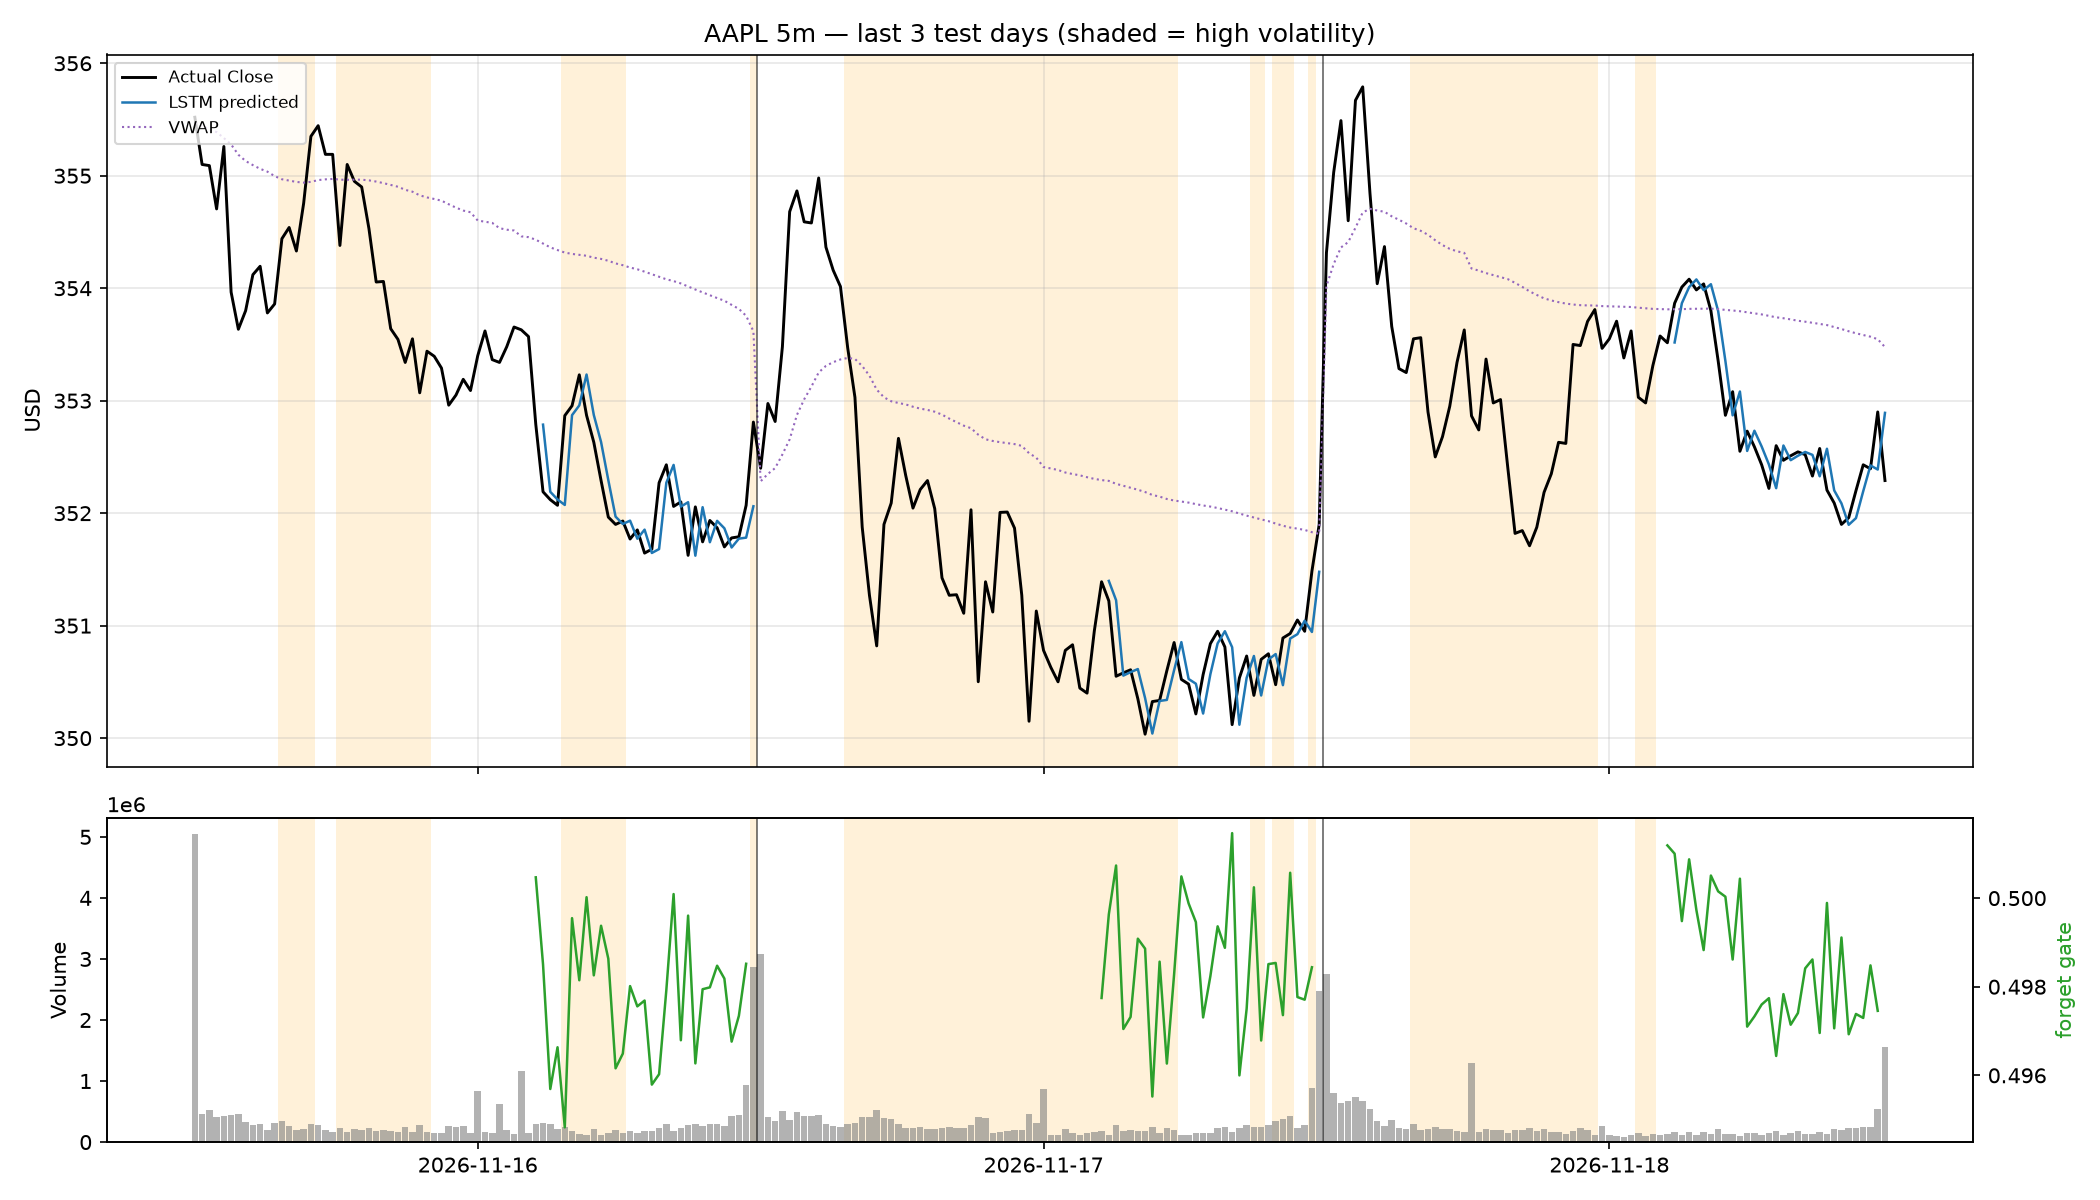 AAPL 5m — last 3 test days (shaded = high volatility)
Actual Close
LSTM predicted
VWAP
356
355
354
353
352
351
350
USD
1e6
5
4
3
2
1
0
Volume
0.500
0.498
0.496
forget gate
2026-11-16
2026-11-17
2026-11-18